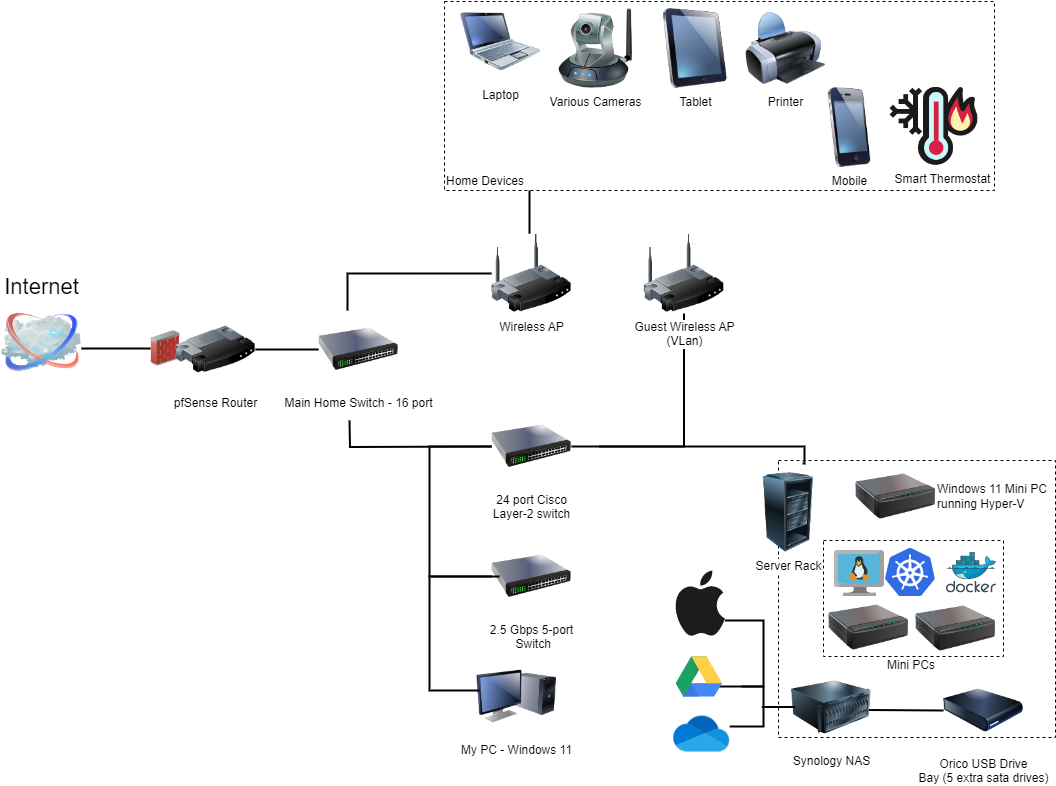 Laptop
Various Cameras
Tablet
Printer
Mobile
Smart Thermostat
Home Devices
Internet
Wireless AP
Guest Wireless AP
(VLan)
pfSense Router
Main Home Switch - 16 port
24 port Cisco
Layer-2 switch
Windows 11 Mini PC
running Hyper-V
Server Rack
docker
2.5 Gbps 5-port
Switch
Mini PCs
My PC - Windows 11
Synology NAS
Orico USB Drive
Bay (5 extra sata drives)